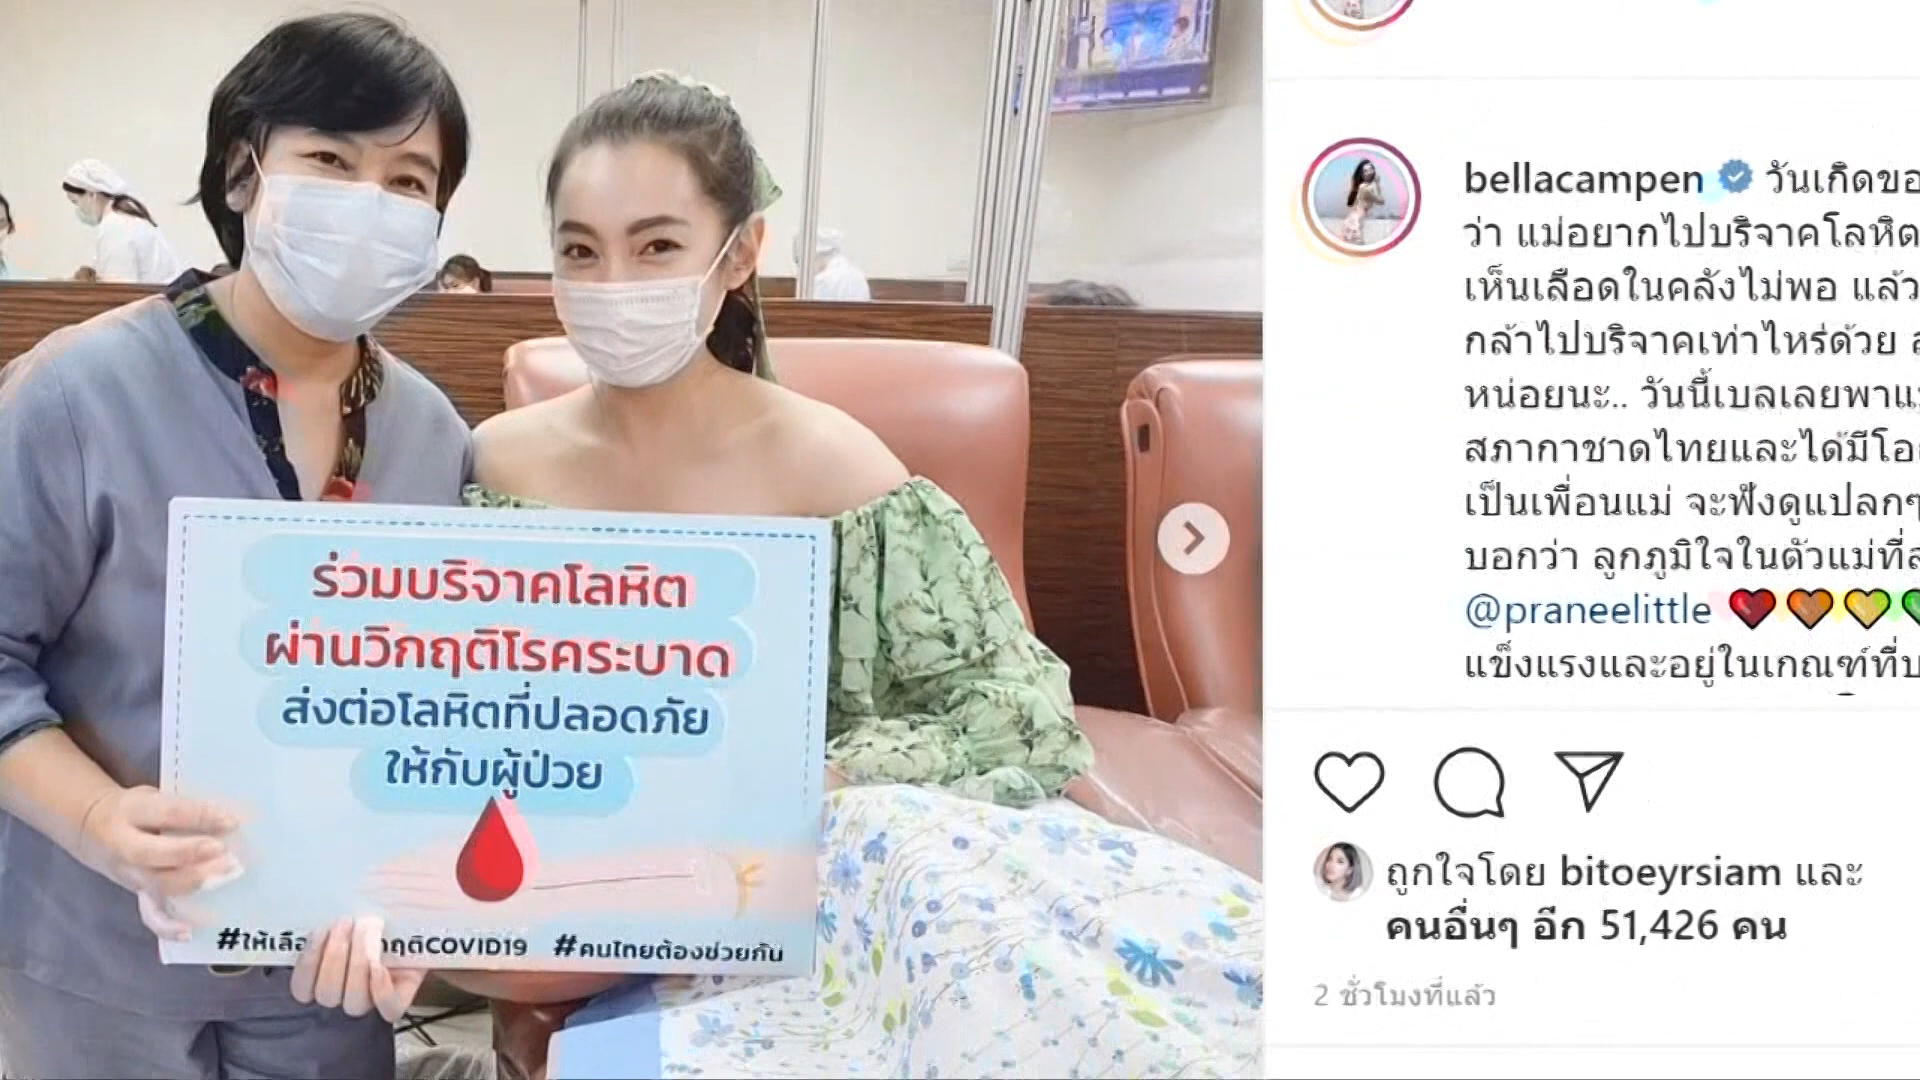 ร่วมบริจาคโลหิต
ผ่านวิกฤติโรคระบาด
ส่งต่อโลหิตที่ปลอดภัย
ให้กับผู้ป่วย
#ให้เลือ กฤติCOVID19 #คนไทยต้องช่วยกัน
bellacampen วันเกิดขอ
ว่า แม่อยากไปบริจาคโลหิต
เห็นเลือดในคลังไม่พอ แล้ว
กล้าไปบริจาคเท่าไหร่ด้วย
หน่อยนะ.. วันนี้เบลเลยพาแ
สภากาชาดไทยและได้มีโอ
เป็นเพื่อนแม่ จะฟังดูแปลกๆ
บอกว่า ลูกภูมิใจในตัวแม่ที่ส
@praneelittle
แข็งแรงและอยู่ในเกณฑ์ที่บ
ถูกใจโดย bitoeyrsiam และ
คนอื่นๆ อีก 51,426 คน
2 ชั่วโมงที่แล้ว